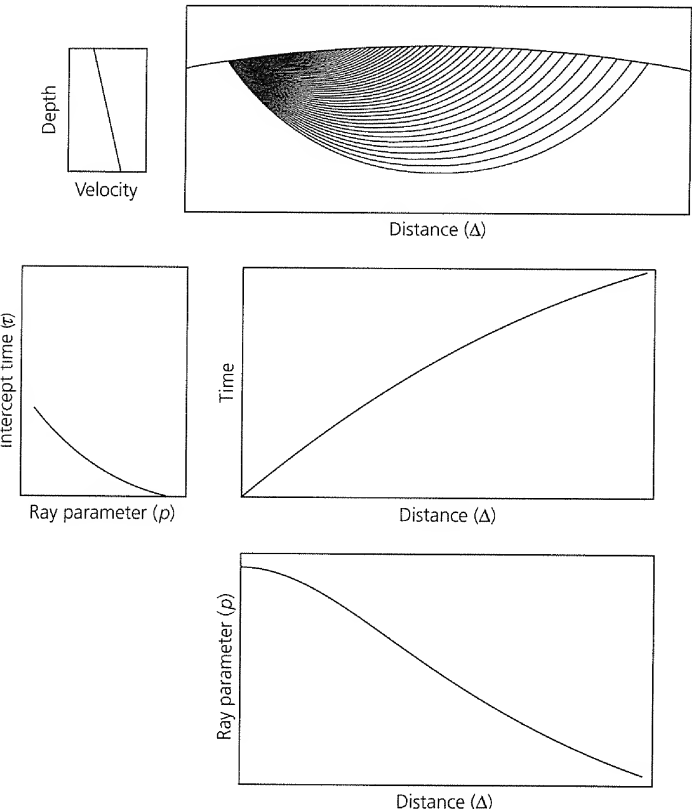 Depth
Velocity
Distance (Δ)
Intercept time (τ)
Ray parameter (p)
Time
Distance (Δ)
Ray parameter (p)
Distance (Δ)